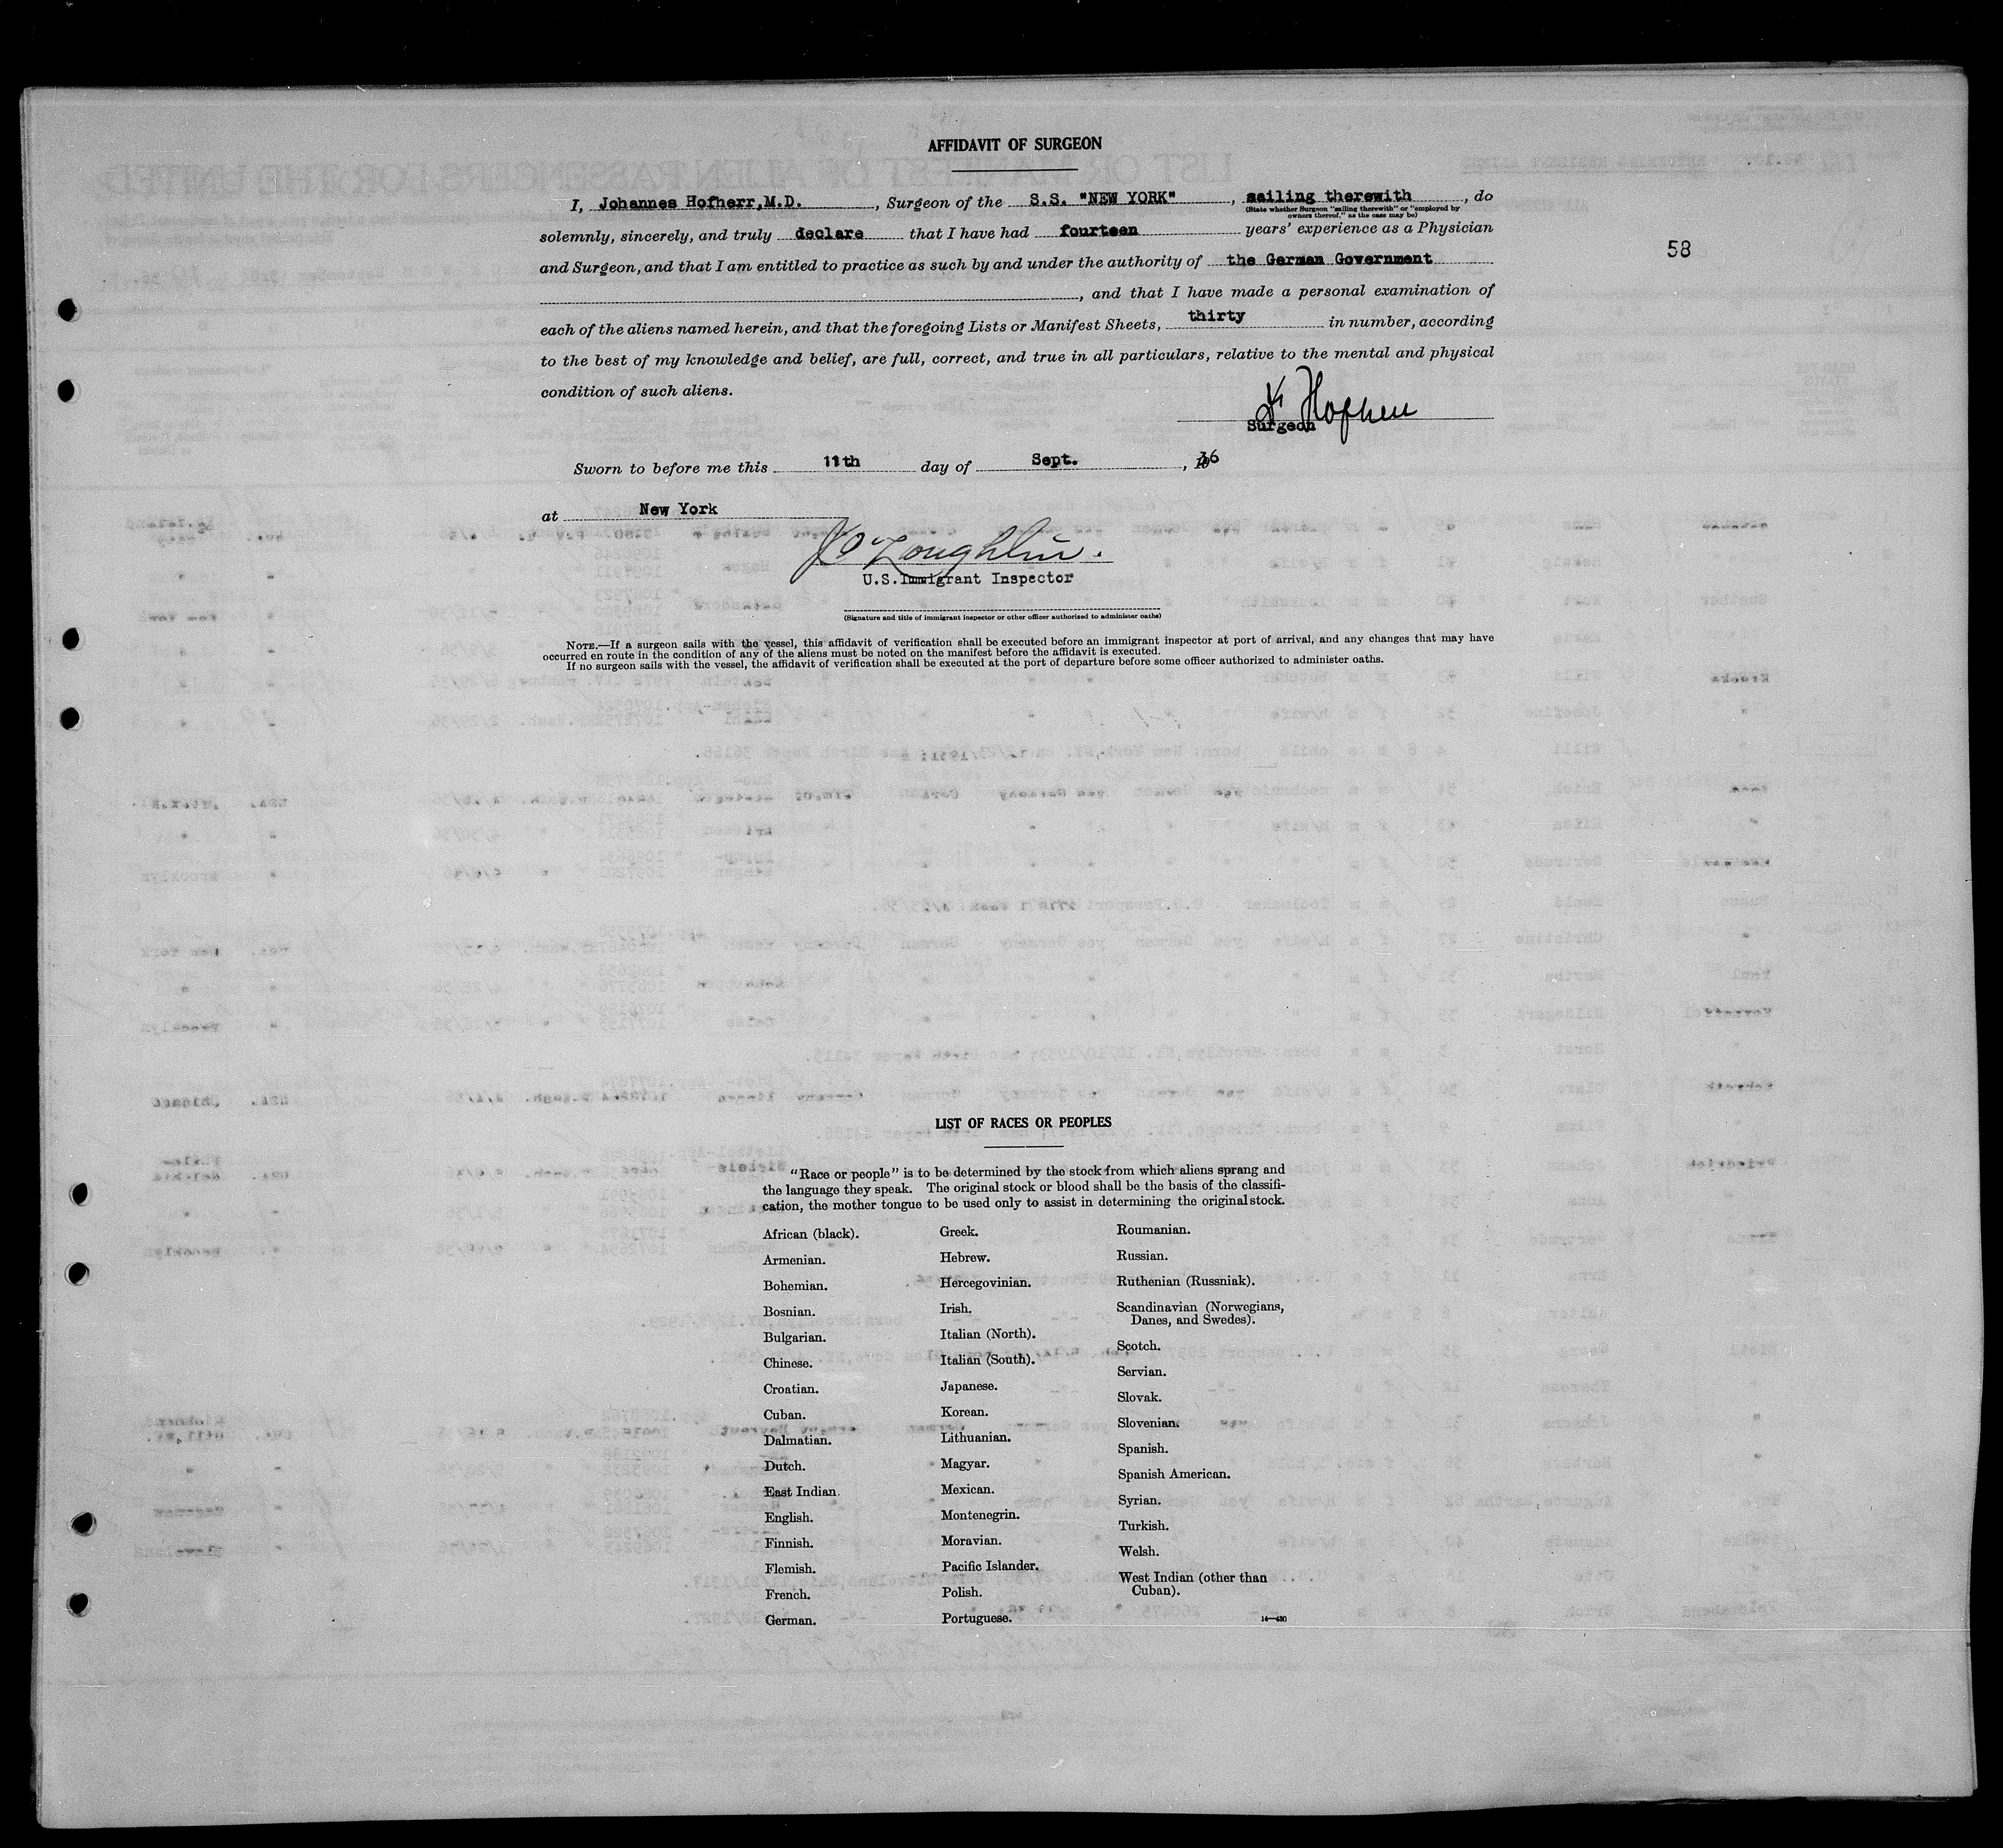 AFFIDAVIT OF SURGEON
I, Johannes Hofherr, M.D. , Surgeon of the S.S. "NEW YORK" , sailing therewith , do
(State whether Surgeon "sailing therewith" or "employed by
owners thereof," as the case may be)
solemnly, sincerely, and truly declare that I have had fourteen years' experience as a Physician
58
and Surgeon, and that I am entitled to practice as such by and under the authority of the German Government
, and that I have made a personal examination of
each of the aliens named herein, and that the foregoing Lists or Manifest Sheets, thirty in number, according
to the best of my knowledge and belief, are full, correct, and true in all particulars, relative to the mental and physical
condition of such aliens.
Hofherr
Surgeon
Sworn to before me this 11th day of Sept. , 36
at New York
O'Loughlin.
U.S. Immigrant Inspector
(Signature and title of immigrant inspector or other officer authorized to administer oaths)
NOTE.—If a surgeon sails with the vessel, this affidavit of verification shall be executed before an immigrant inspector at port of arrival, and any changes that may have
occurred en route in the condition of any of the aliens must be noted on the manifest before the affidavit is executed.
If no surgeon sails with the vessel, the affidavit of verification shall be executed at the port of departure before some officer authorized to administer oaths.
LIST OF RACES OR PEOPLES
"Race or people" is to be determined by the stock from which aliens sprang and
the language they speak. The original stock or blood shall be the basis of the classifi-
cation, the mother tongue to be used only to assist in determining the original stock.
African (black).
Armenian.
Bohemian.
Bosnian.
Bulgarian.
Chinese.
Croatian.
Cuban.
Dalmatian.
Dutch.
East Indian.
English.
Finnish.
Flemish.
French.
German.
Greek.
Hebrew.
Hercegovinian.
Irish.
Italian (North).
Italian (South).
Japanese.
Korean.
Lithuanian.
Magyar.
Mexican.
Montenegrin.
Moravian.
Pacific Islander.
Polish.
Portuguese.
Roumanian.
Russian.
Ruthenian (Russniak).
Scandinavian (Norwegians,
Danes, and Swedes).
Scotch.
Servian.
Slovak.
Slovenian.
Spanish.
Spanish American.
Syrian.
Turkish.
Welsh.
West Indian (other than
Cuban).
14—430